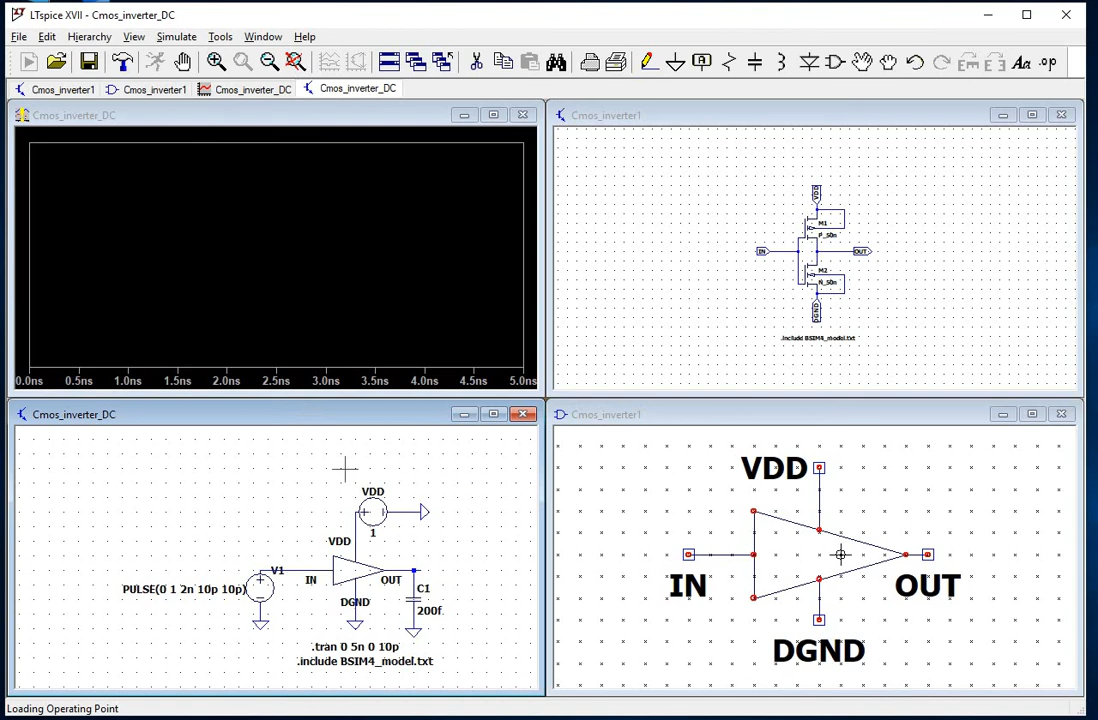 LTspice XVII - Cmos_inverter_DC
File Edit Hierarchy View Simulate Tools Window Help
A Aa .op
Cmos_inverter1 Cmos_inverter1 Cmos_inverter_DC Cmos_inverter_DC
Cmos_inverter_DC
0.0ns 0.5ns 1.0ns 1.5ns 2.0ns 2.5ns 3.0ns 3.5ns 4.0ns 4.5ns 5.0ns
Cmos_inverter1
VDD
M1
P_50n
IN
OUT
M2
N_50n
DGND
.include BSIM4_model.txt
Cmos_inverter_DC
VDD
1
VDD
V1
IN
OUT
PULSE(0 1 2n 10p 10p)
C1
DGND
200f
.tran 0 5n 0 10p
.include BSIM4_model.txt
Cmos_inverter1
VDD
IN
OUT
DGND
Loading Operating Point